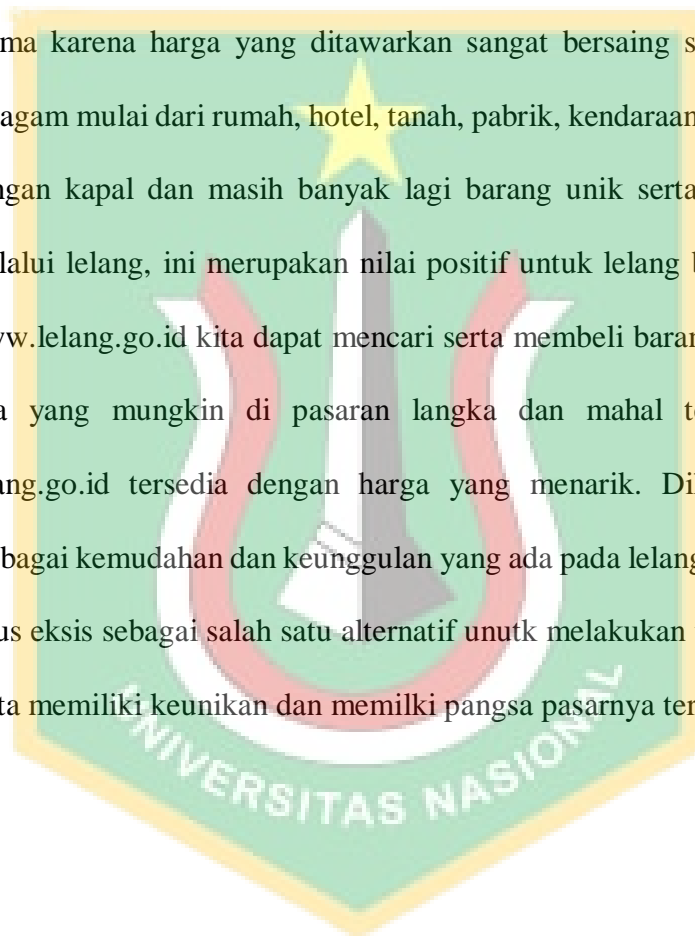 ma karena harga yang ditawarkan sangat bersaing s
agam mulai dari rumah, hotel, tanah, pabrik, kendaraan
ngan kapal dan masih banyak lagi barang unik serta
lalui lelang, ini merupakan nilai positif untuk lelang b
w.lelang.go.id kita dapat mencari serta membeli baran
a yang mungkin di pasaran langka dan mahal te
ang.go.id tersedia dengan harga yang menarik. Dil
bagai kemudahan dan keunggulan yang ada pada lelang
us eksis sebagai salah satu alternatif unutk melakukan
ta memiliki keunikan dan memilki pangsa pasarnya ter
UNIVERSITAS NASIONAL